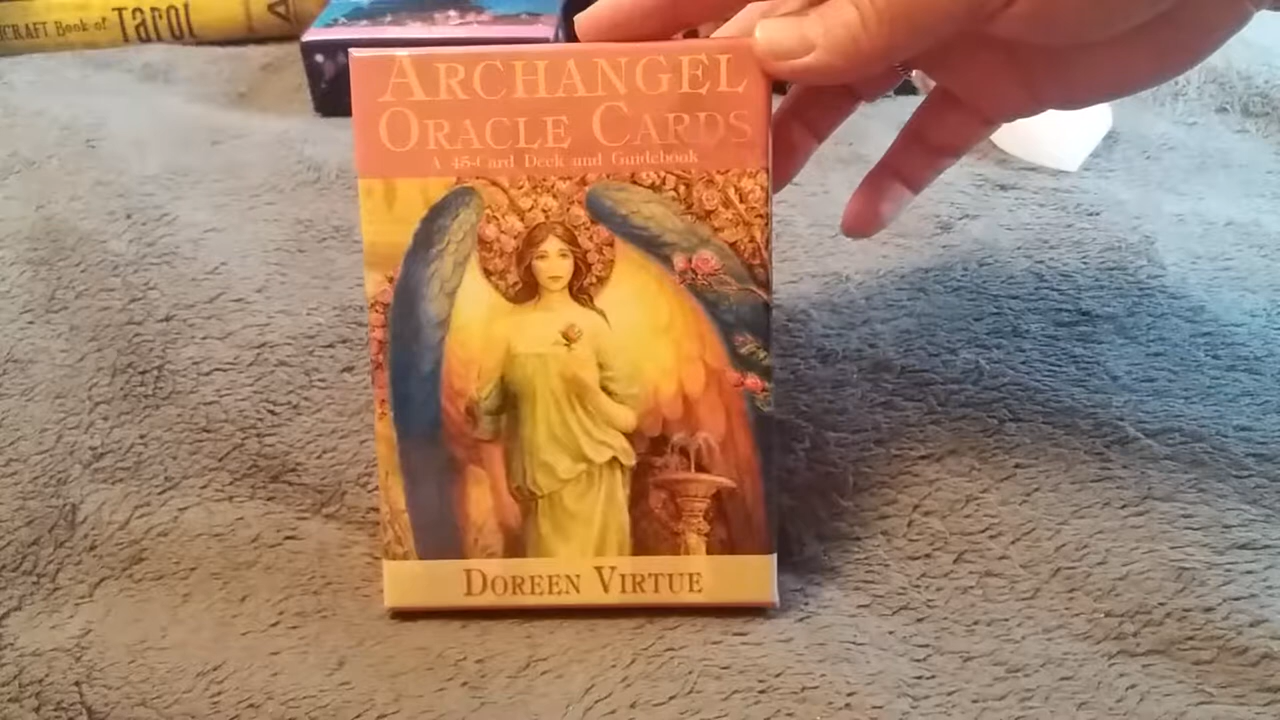 CRAFT Book of Tarot
ARCHANGEL
ORACLE CARDS
A 45-Card Deck and Guidebook
DOREEN VIRTUE